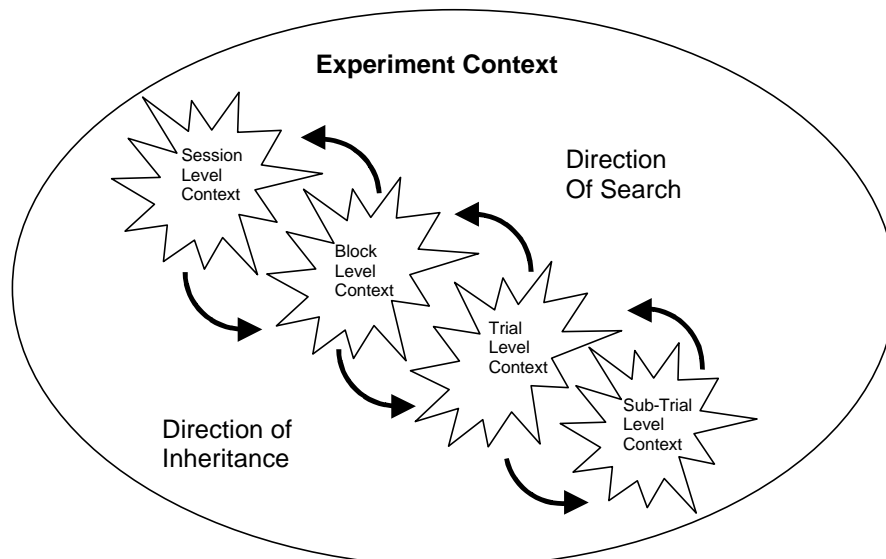 Experiment Context
Session
Level
Context
Direction
Of Search
Block
Level
Context
Trial
Level
Context
Sub-Trial
Level
Context
Direction of
Inheritance